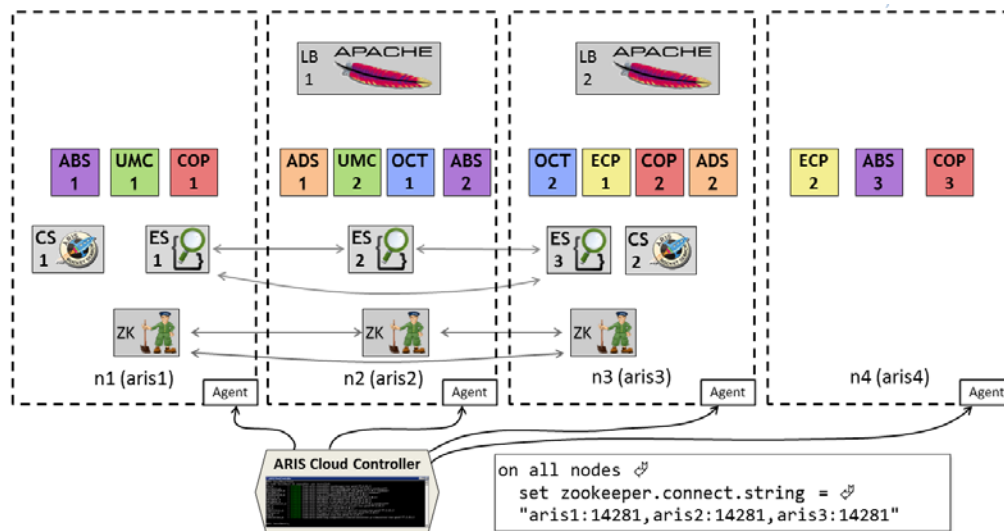 LB
1
APACHE
LB
2
APACHE
ABS
1
UMC
1
COP
1
ADS
1
UMC
2
OCT
1
ABS
2
OCT
2
ECP
1
COP
2
ADS
2
ECP
2
ABS
3
COP
3
CS
1
ES
1
ES
2
ES
3
CS
2
ZK
ZK
ZK
n1 (aris1)
n2 (aris2)
n3 (aris3)
n4 (aris4)
Agent
Agent
Agent
Agent
ARIS Cloud Controller
on all nodes
set zookeeper.connect.string =
"aris1:14281,aris2:14281,aris3:14281"